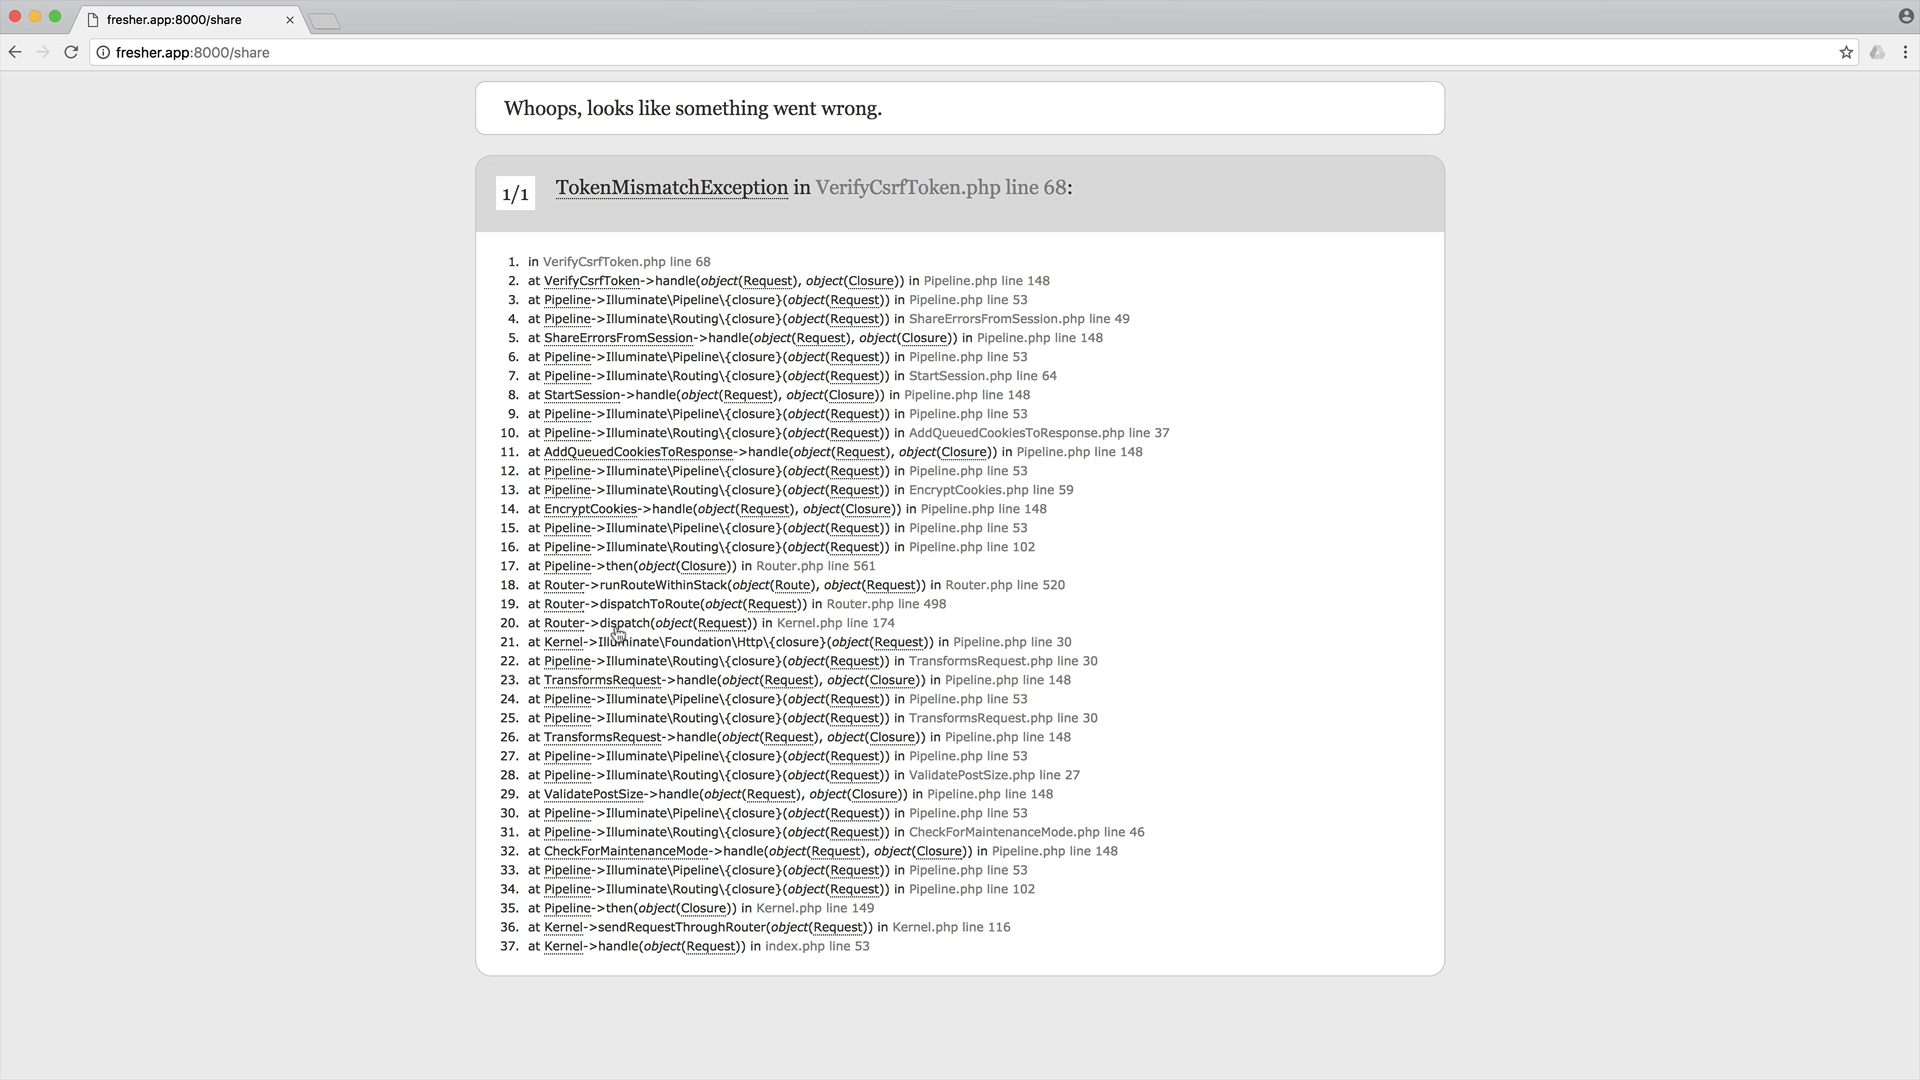 fresher.app:8000/share
fresher.app:8000/share
Whoops, looks like something went wrong.
1/1 TokenMismatchException in VerifyCsrfToken.php line 68:
1. in VerifyCsrfToken.php line 68
2. at VerifyCsrfToken->handle(object(Request), object(Closure)) in Pipeline.php line 148
3. at Pipeline->Illuminate\Pipeline\{closure}(object(Request)) in Pipeline.php line 53
4. at Pipeline->Illuminate\Routing\{closure}(object(Request)) in ShareErrorsFromSession.php line 49
5. at ShareErrorsFromSession->handle(object(Request), object(Closure)) in Pipeline.php line 148
6. at Pipeline->Illuminate\Pipeline\{closure}(object(Request)) in Pipeline.php line 53
7. at Pipeline->Illuminate\Routing\{closure}(object(Request)) in StartSession.php line 64
8. at StartSession->handle(object(Request), object(Closure)) in Pipeline.php line 148
9. at Pipeline->Illuminate\Pipeline\{closure}(object(Request)) in Pipeline.php line 53
10. at Pipeline->Illuminate\Routing\{closure}(object(Request)) in AddQueuedCookiesToResponse.php line 37
11. at AddQueuedCookiesToResponse->handle(object(Request), object(Closure)) in Pipeline.php line 148
12. at Pipeline->Illuminate\Pipeline\{closure}(object(Request)) in Pipeline.php line 53
13. at Pipeline->Illuminate\Routing\{closure}(object(Request)) in EncryptCookies.php line 59
14. at EncryptCookies->handle(object(Request), object(Closure)) in Pipeline.php line 148
15. at Pipeline->Illuminate\Pipeline\{closure}(object(Request)) in Pipeline.php line 53
16. at Pipeline->Illuminate\Routing\{closure}(object(Request)) in Pipeline.php line 102
17. at Pipeline->then(object(Closure)) in Router.php line 561
18. at Router->runRouteWithinStack(object(Route), object(Request)) in Router.php line 520
19. at Router->dispatchToRoute(object(Request)) in Router.php line 498
20. at Router->dispatch(object(Request)) in Kernel.php line 174
21. at Kernel->Illuminate\Foundation\Http\{closure}(object(Request)) in Pipeline.php line 30
22. at Pipeline->Illuminate\Routing\{closure}(object(Request)) in TransformsRequest.php line 30
23. at TransformsRequest->handle(object(Request), object(Closure)) in Pipeline.php line 148
24. at Pipeline->Illuminate\Pipeline\{closure}(object(Request)) in Pipeline.php line 53
25. at Pipeline->Illuminate\Routing\{closure}(object(Request)) in TransformsRequest.php line 30
26. at TransformsRequest->handle(object(Request), object(Closure)) in Pipeline.php line 148
27. at Pipeline->Illuminate\Pipeline\{closure}(object(Request)) in Pipeline.php line 53
28. at Pipeline->Illuminate\Routing\{closure}(object(Request)) in ValidatePostSize.php line 27
29. at ValidatePostSize->handle(object(Request), object(Closure)) in Pipeline.php line 148
30. at Pipeline->Illuminate\Pipeline\{closure}(object(Request)) in Pipeline.php line 53
31. at Pipeline->Illuminate\Routing\{closure}(object(Request)) in CheckForMaintenanceMode.php line 46
32. at CheckForMaintenanceMode->handle(object(Request), object(Closure)) in Pipeline.php line 148
33. at Pipeline->Illuminate\Pipeline\{closure}(object(Request)) in Pipeline.php line 53
34. at Pipeline->Illuminate\Routing\{closure}(object(Request)) in Pipeline.php line 102
35. at Pipeline->then(object(Closure)) in Kernel.php line 149
36. at Kernel->sendRequestThroughRouter(object(Request)) in Kernel.php line 116
37. at Kernel->handle(object(Request)) in index.php line 53